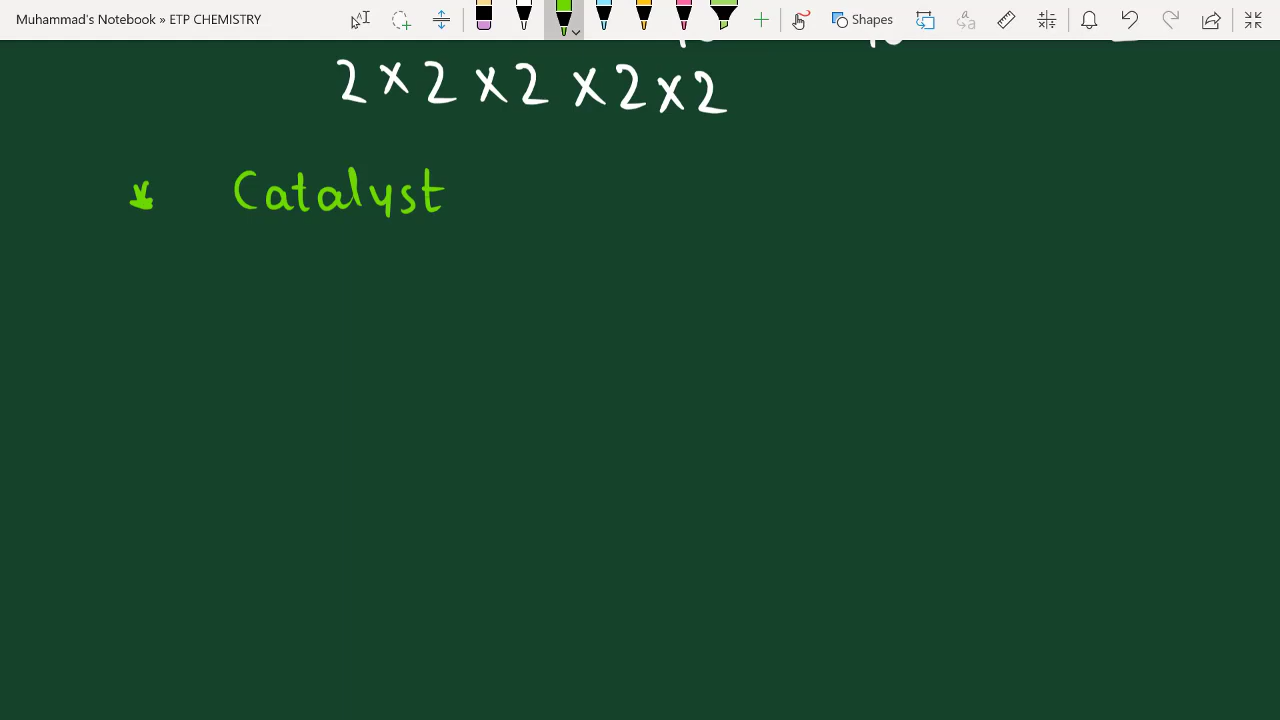 Muhammad's Notebook » ETP CHEMISTRY
Shapes
2 × 2 × 2 × 2 × 2
* Catalyst